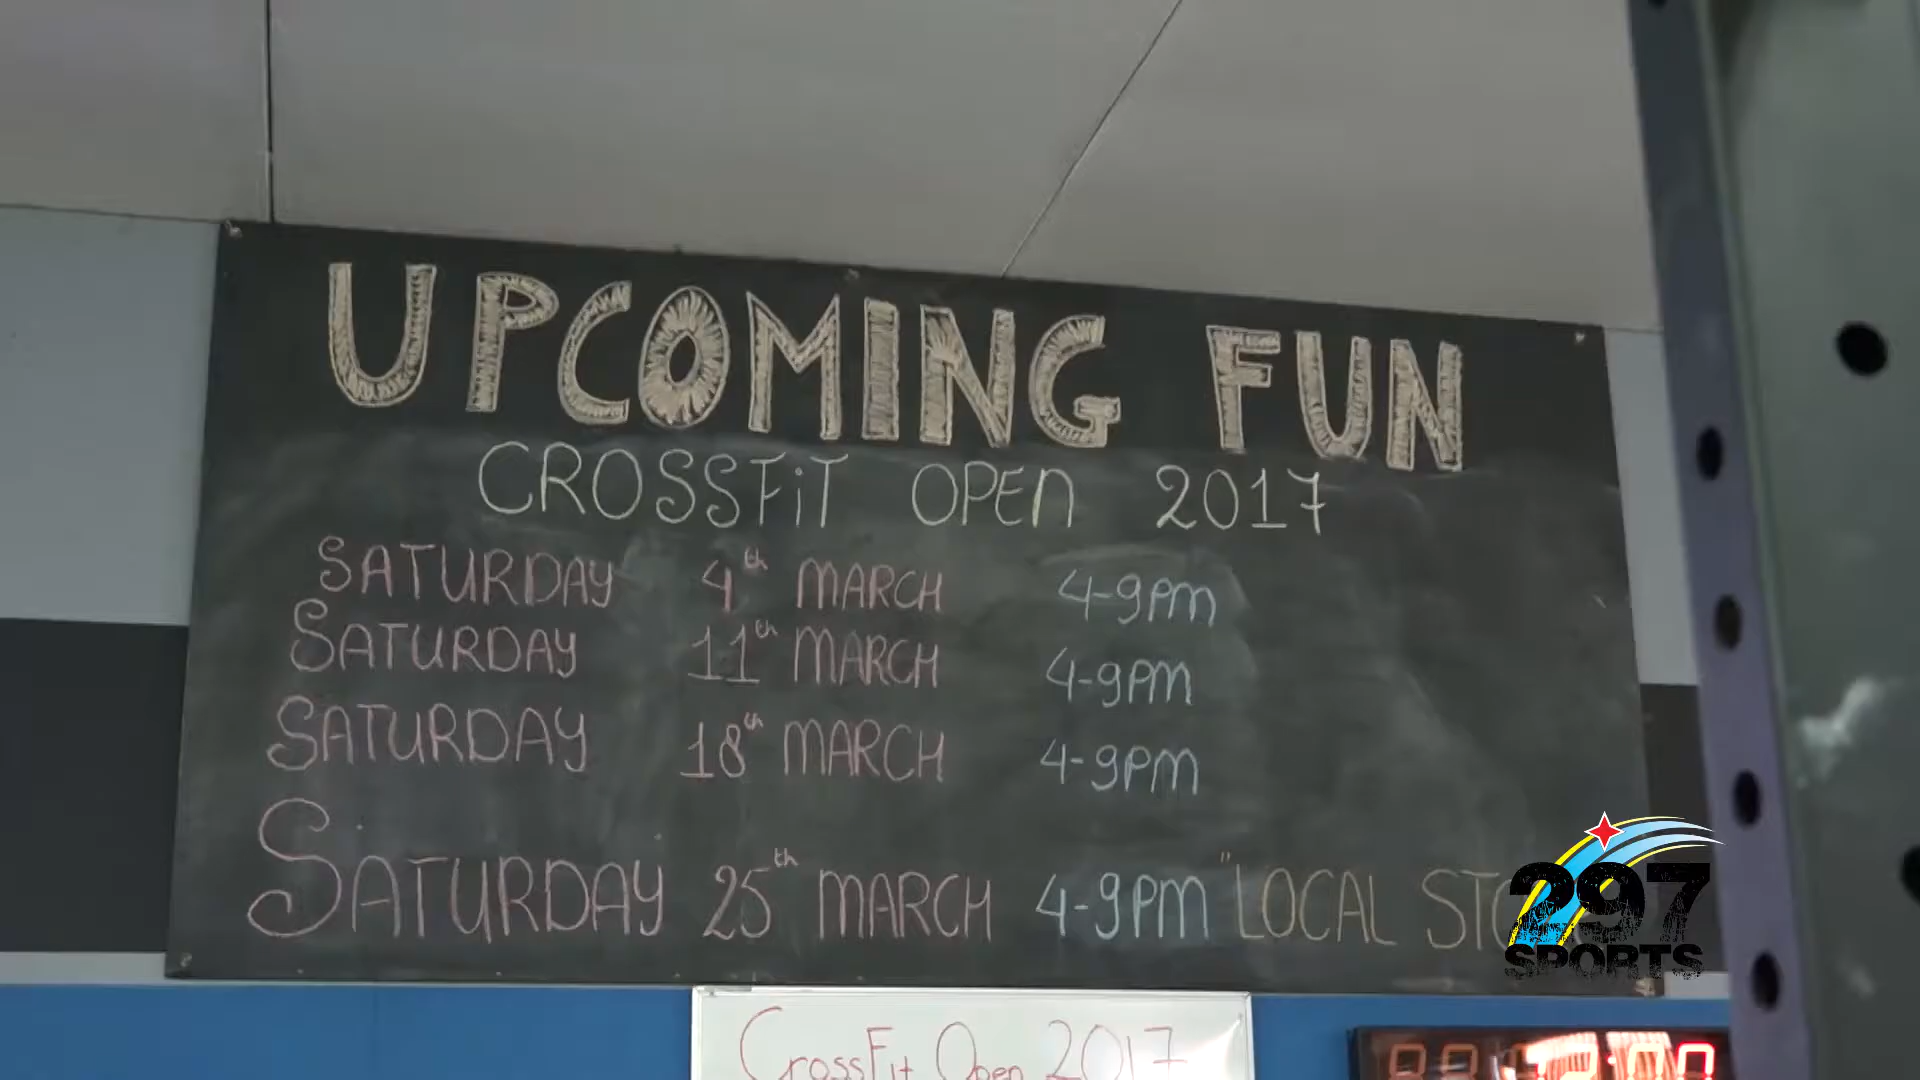 UPCOMING FUN
CROSSFiT OPEN 2017
SATURDAY 4th MARCH 4-9PM
SATURDAY 11th MARCH 4-9PM
SATURDAY 18th MARCH 4-9PM
SATURDAY 25th MARCH 4-9PM "LOCAL
297
SPORTS
CrossFit Open 2017